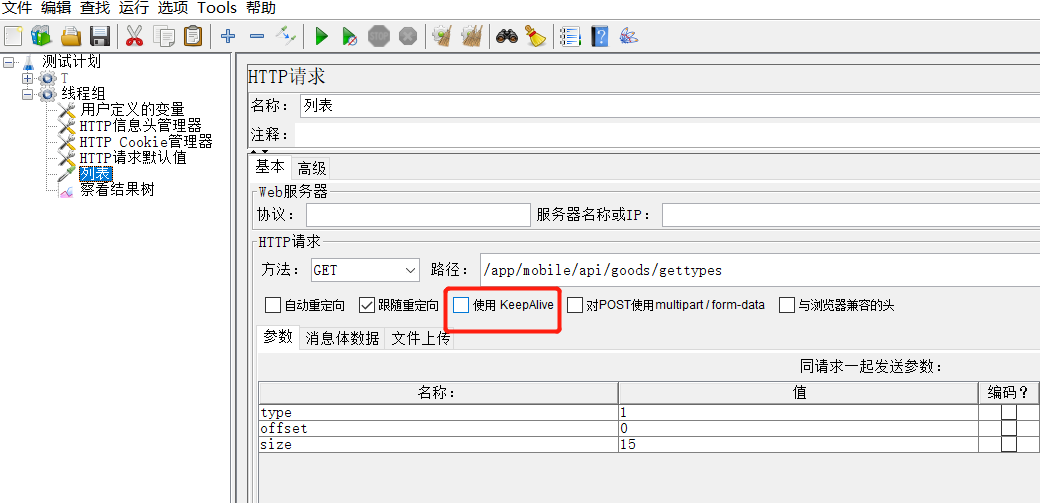 文件 编辑 查找 运行 选项 Tools 帮助
STOP
测试计划
T
线程组
用户定义的变量
HTTP信息头管理器
HTTP Cookie管理器
HTTP请求默认值
列表
察看结果树
HTTP请求
名称： 列表
注释：
基本 高级
Web服务器
协议： 服务器名称或IP：
HTTP请求
方法： GET 路径： /app/mobile/api/goods/gettypes
自动重定向 跟随重定向 使用 KeepAlive 对POST使用multipart / form-data 与浏览器兼容的头
参数 消息体数据 文件上传
同请求一起发送参数：
名称： 值 编码？
type 1
offset 0
size 15